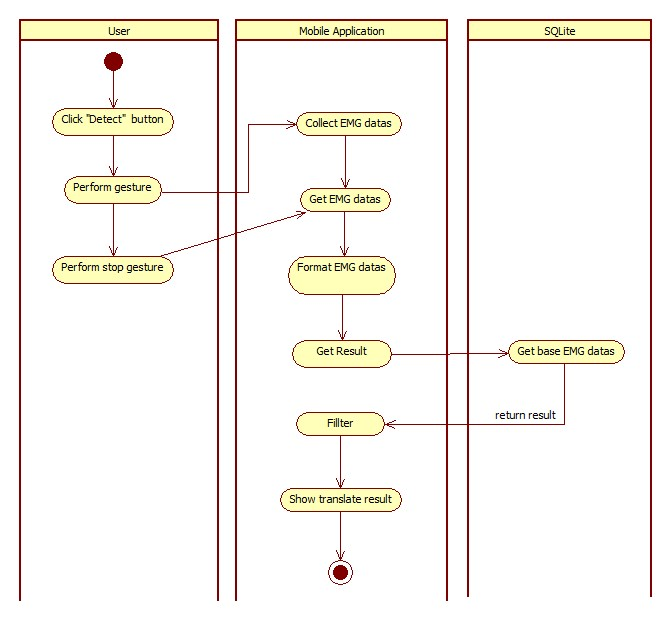 User
Mobile Application
SQLite
Click "Detect" button
Collect EMG datas
Perform gesture
Get EMG datas
Perform stop gesture
Format EMG datas
Get Result
Get base EMG datas
return result
Fillter
Show translate result